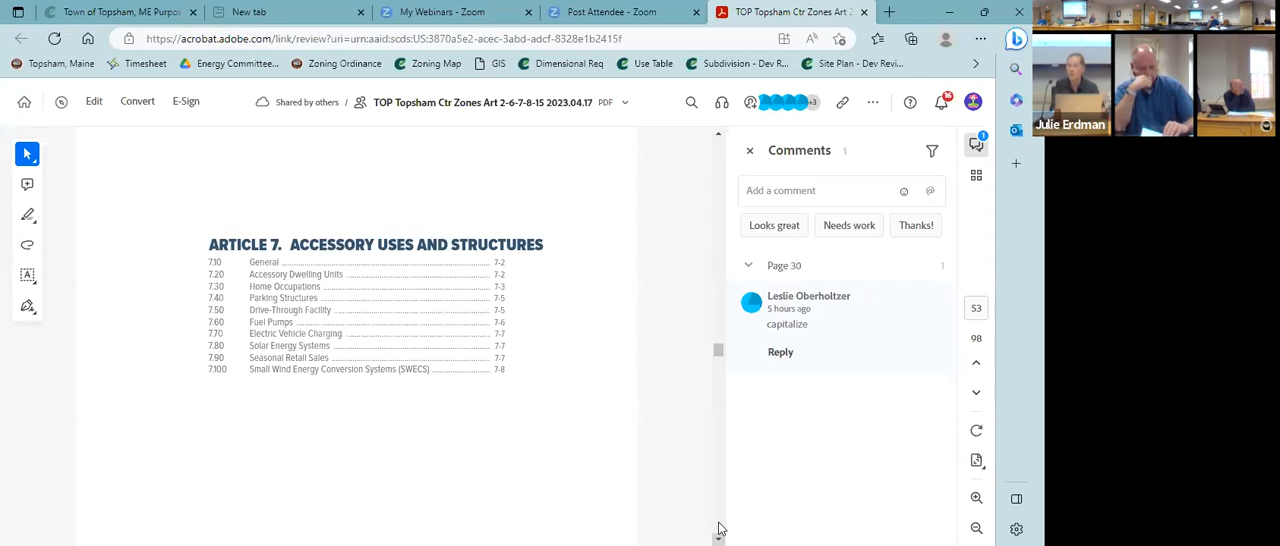 Town of Topsham, ME Purpos
New tab
My Webinars - Zoom
Post Attendee - Zoom
TOP Topsham Ctr Zones Art 2
https://acrobat.adobe.com/link/review?uri=urn:aaid:scds:US:3870a5e2-acec-3abd-adcf-8328e1b2415f
Topsham, Maine
Timesheet
Energy Committee...
Zoning Ordinance
Zoning Map
GIS
Dimensional Req
Use Table
Subdivision - Dev R...
Site Plan - Dev Revi...
Edit
Convert
E-Sign
Shared by others /
TOP Topsham Ctr Zones Art 2-6-7-8-15 2023.04.17
PDF
+3
16
Julie Erdman
ARTICLE 7. ACCESSORY USES AND STRUCTURES
7.10 General 7-2
7.20 Accessory Dwelling Units 7-2
7.30 Home Occupations 7-3
7.40 Parking Structures 7-5
7.50 Drive-Through Facility 7-5
7.60 Fuel Pumps 7-6
7.70 Electric Vehicle Charging 7-7
7.80 Solar Energy Systems 7-7
7.90 Seasonal Retail Sales 7-7
7.100 Small Wind Energy Conversion Systems (SWECS) 7-8
Comments 1
Add a comment
@
Looks great
Needs work
Thanks!
Page 30
1
Leslie Oberholtzer
5 hours ago
capitalize
Reply
1
53
98